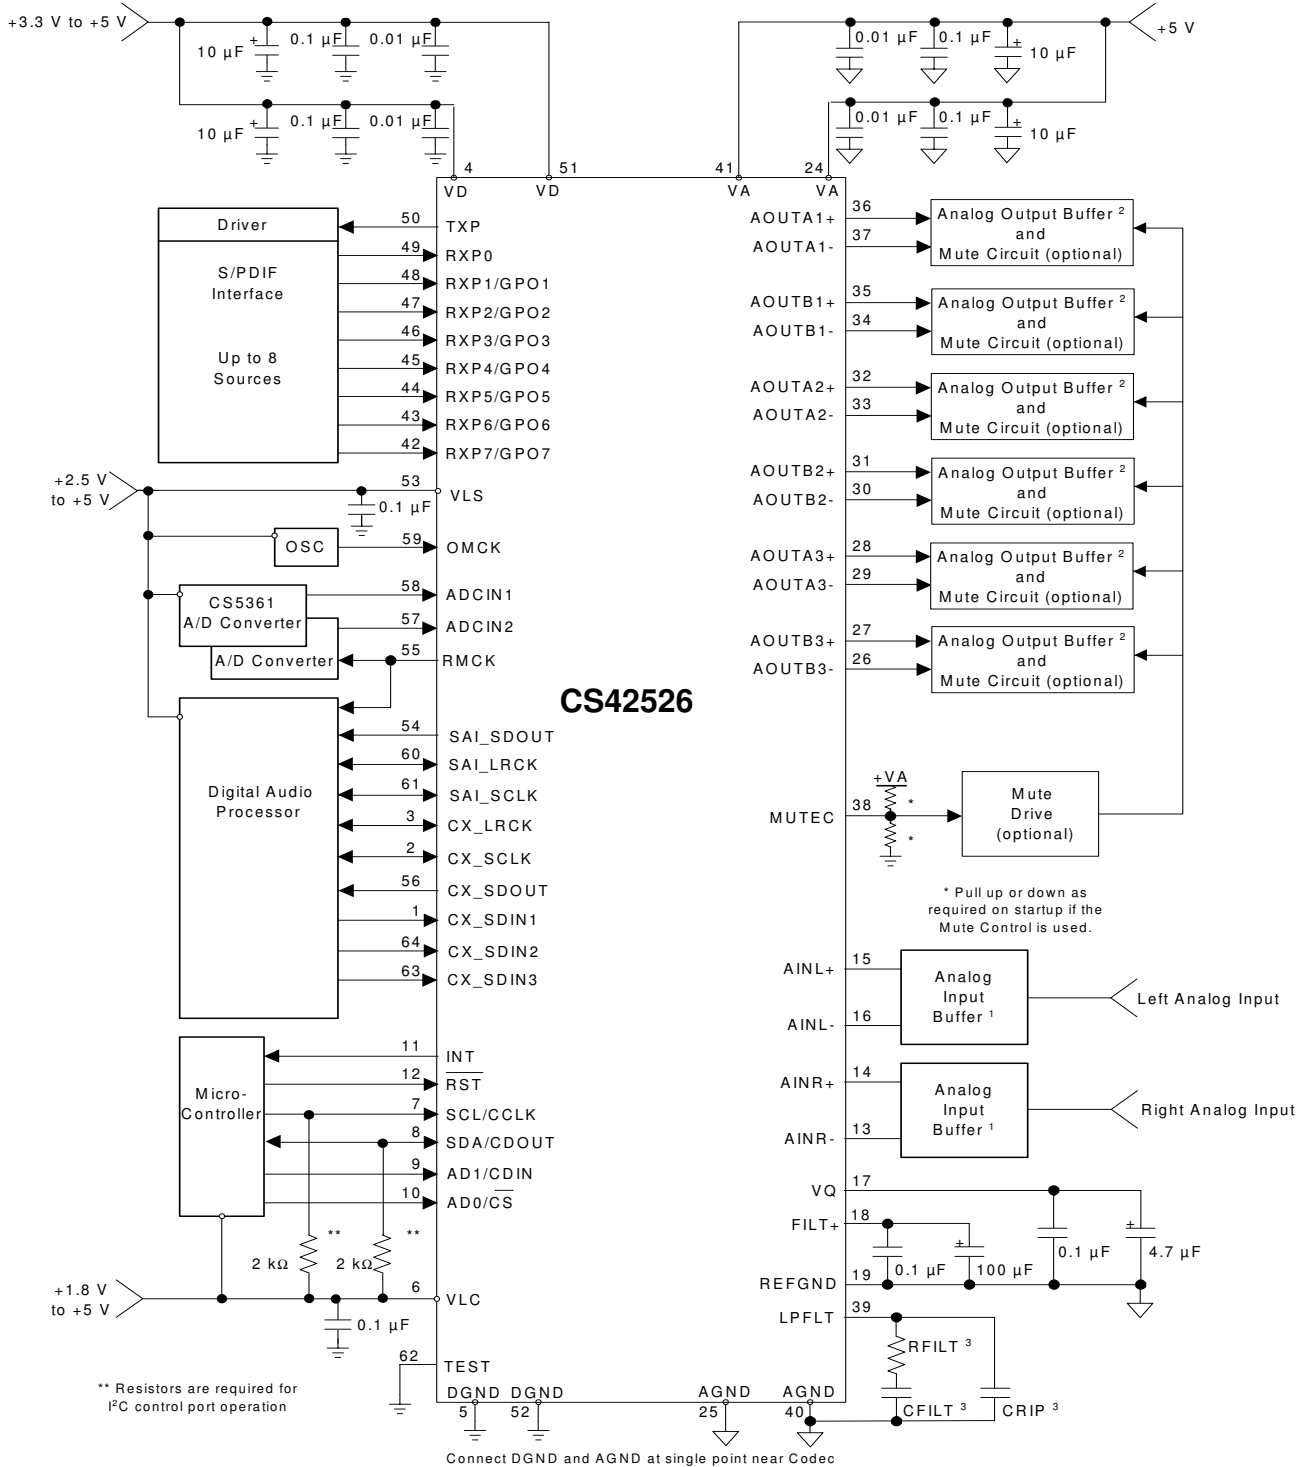 +3.3 V to +5 V
10 µF
+
0.1 µF
0.01 µF
10 µF
+
0.1 µF
0.01 µF
+5 V
0.01 µF
0.1 µF
+
10 µF
0.01 µF
0.1 µF
+
10 µF
4
51
41
24
VD
VD
VA
VA
Driver
S/PDIF
Interface
Up to 8
Sources
50
TXP
49
RXP0
48
RXP1/GPO1
47
RXP2/GPO2
46
RXP3/GPO3
45
RXP4/GPO4
44
RXP5/GPO5
43
RXP6/GPO6
42
RXP7/GPO7
+2.5 V
to +5 V
53
VLS
0.1 µF
OSC
59
OMCK
CS5361
A/D Converter
58
ADCIN1
57
ADCIN2
A/D Converter
55
RMCK
CS42526
Digital Audio
Processor
54
SAI_SDOUT
60
SAI_LRCK
61
SAI_SCLK
3
CX_LRCK
2
CX_SCLK
56
CX_SDOUT
1
CX_SDIN1
64
CX_SDIN2
63
CX_SDIN3
Micro-
Controller
11
INT
12
RST
7
SCL/CCLK
8
SDA/CDOUT
9
AD1/CDIN
10
AD0/CS
**
**
2 kΩ
2 kΩ
+1.8 V
to +5 V
6
VLC
0.1 µF
62
TEST
** Resistors are required for
I²C control port operation
DGND
DGND
AGND
AGND
5
52
25
40
Connect DGND and AGND at single point near Codec
AOUTA1+
36
AOUTA1-
37
Analog Output Buffer ²
and
Mute Circuit (optional)
AOUTB1+
35
AOUTB1-
34
Analog Output Buffer ²
and
Mute Circuit (optional)
AOUTA2+
32
AOUTA2-
33
Analog Output Buffer ²
and
Mute Circuit (optional)
AOUTB2+
31
AOUTB2-
30
Analog Output Buffer ²
and
Mute Circuit (optional)
AOUTA3+
28
AOUTA3-
29
Analog Output Buffer ²
and
Mute Circuit (optional)
AOUTB3+
27
AOUTB3-
26
Analog Output Buffer ²
and
Mute Circuit (optional)
+VA
*
MUTEC
38
*
Mute
Drive
(optional)
* Pull up or down as
required on startup if the
Mute Control is used.
AINL+
15
AINL-
16
Analog
Input
Buffer ¹
Left Analog Input
AINR+
14
AINR-
13
Analog
Input
Buffer ¹
Right Analog Input
VQ
17
FILT+
18
+
+
0.1 µF
100 µF
0.1 µF
4.7 µF
REFGND
19
LPFLT
39
RFILT ³
CFILT ³
CRIP ³